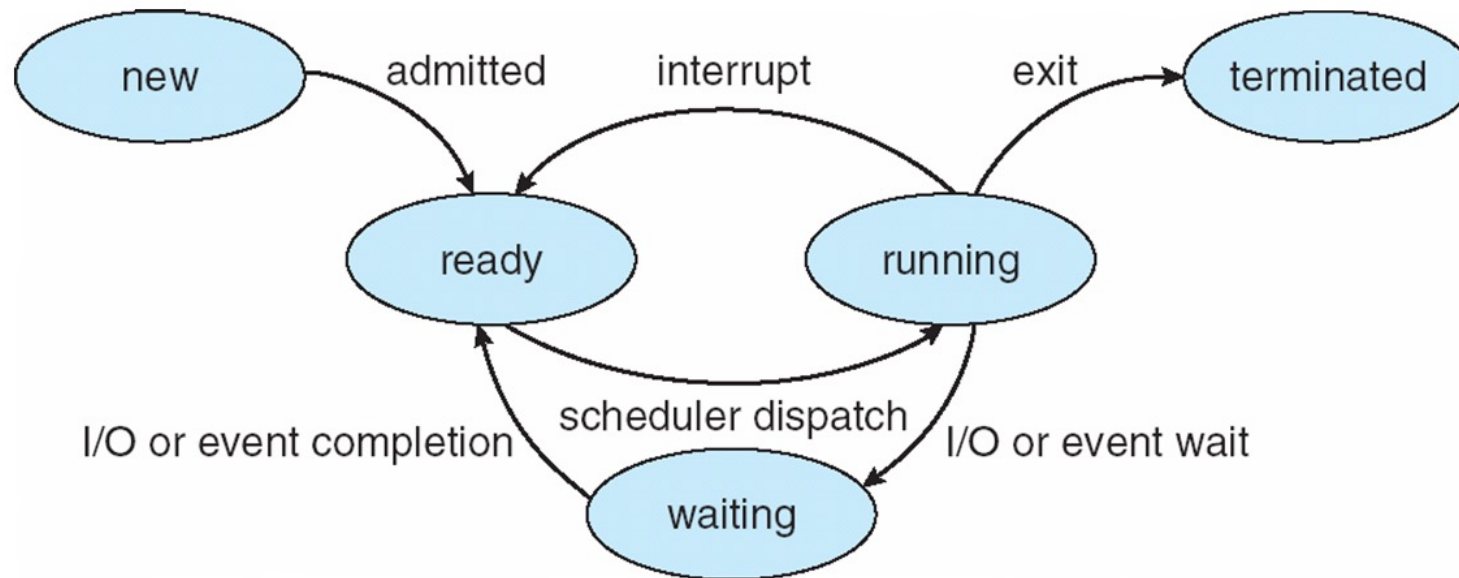 new
admitted
interrupt
exit
terminated
ready
running
scheduler dispatch
I/O or event completion
I/O or event wait
waiting